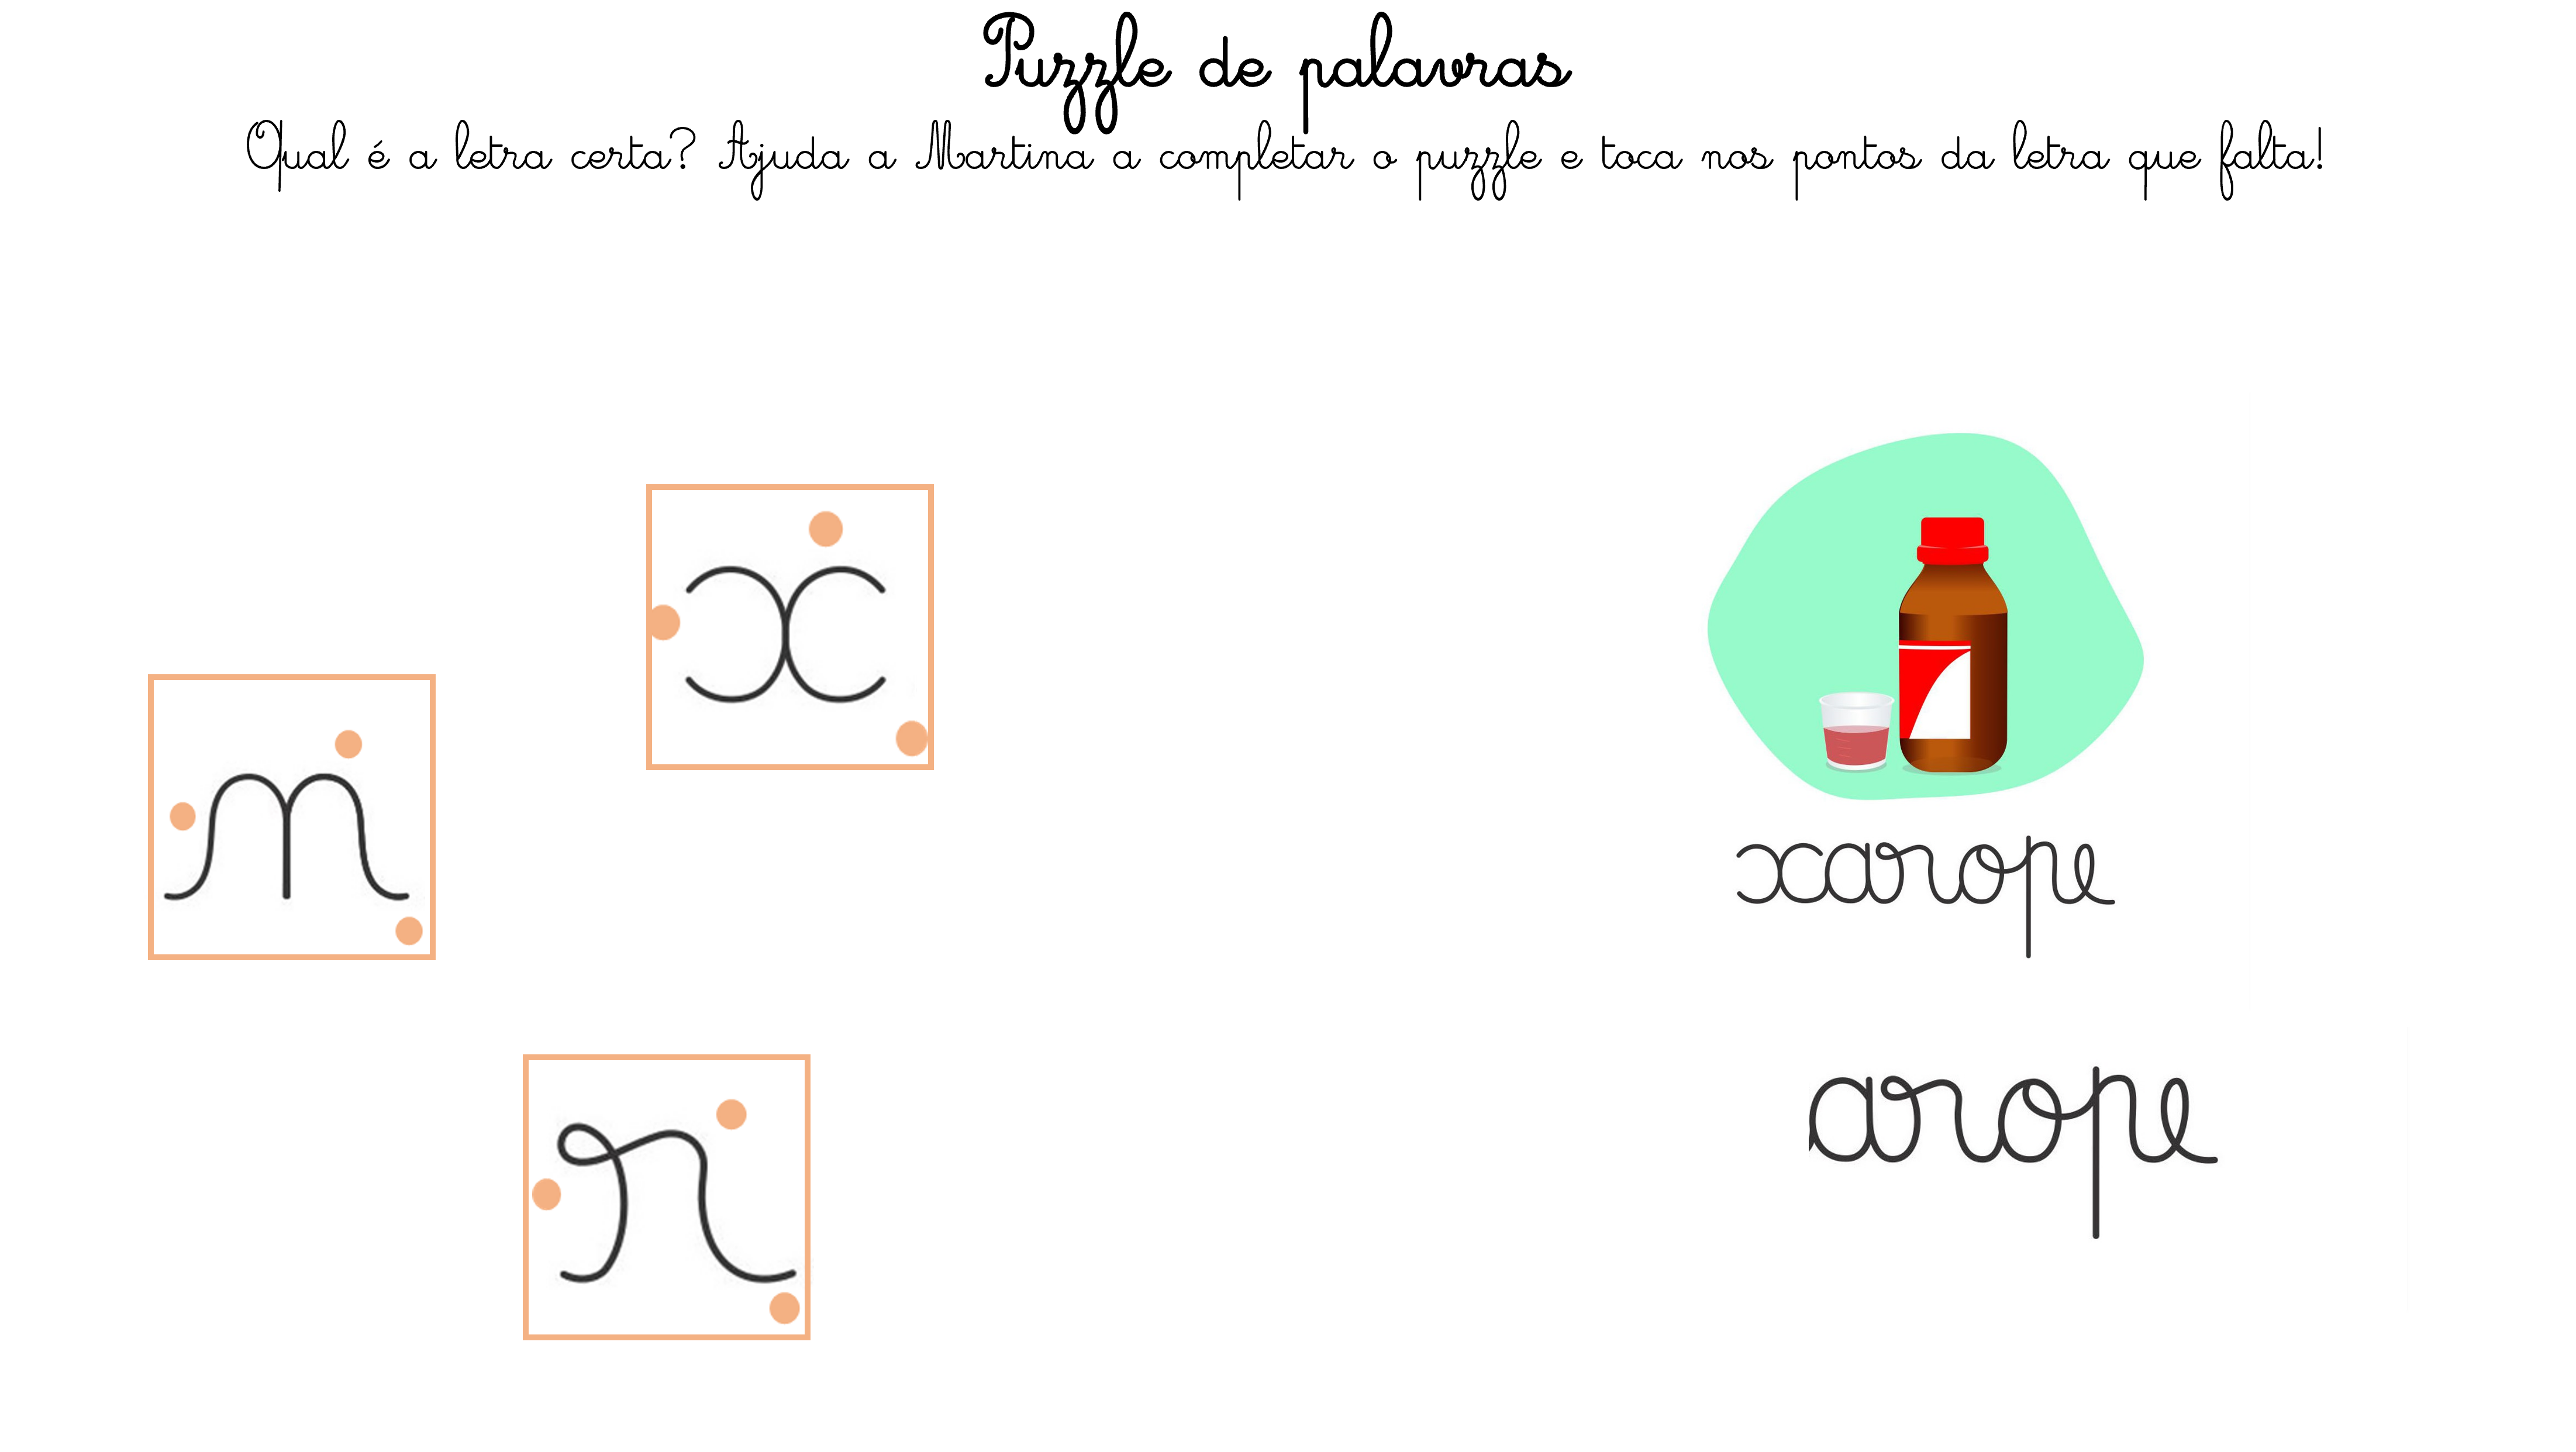 Puzzle de palavras
Qual é a letra certa? Ajuda a Martina a completar o puzzle e toca nos pontos da letra que falta!
x
m
xarope
arope
r